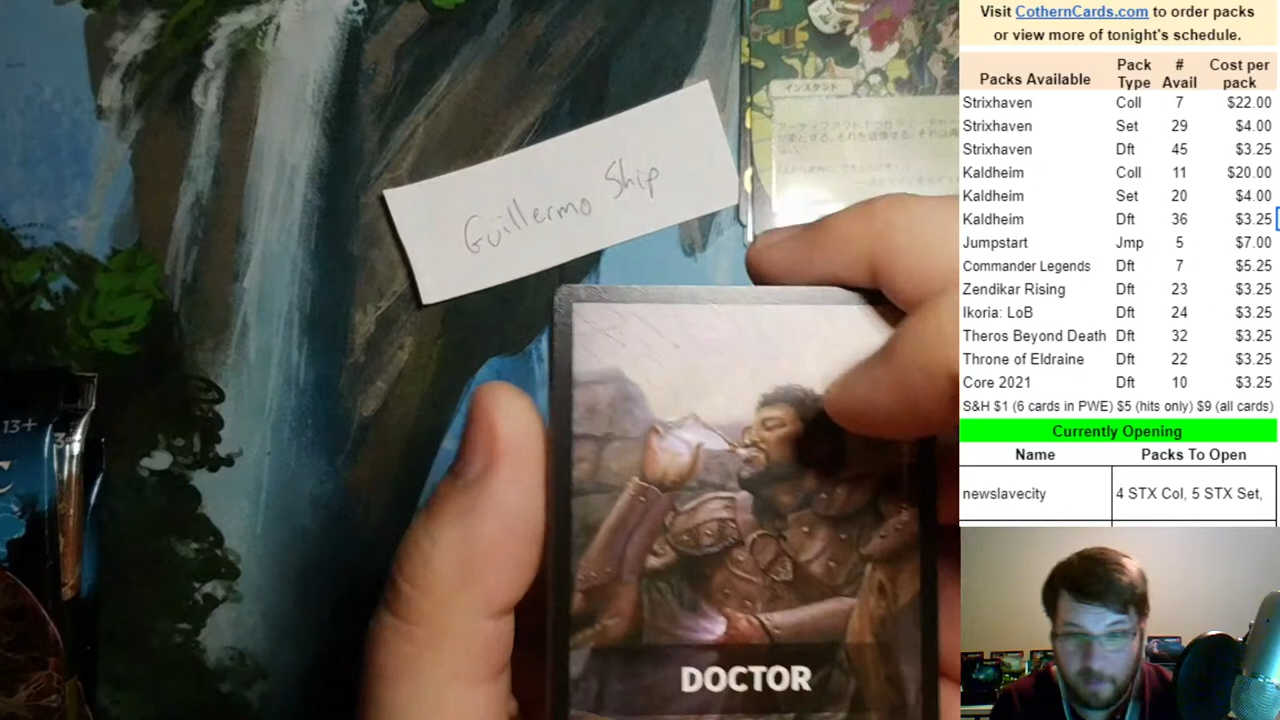 Guillermo Ship
インスタント
13+
DOCTOR
Visit CothernCards.com to order packs
or view more of tonight's schedule.
Packs Available Pack Type # Avail Cost per pack
Strixhaven Coll 7 $22.00
Strixhaven Set 29 $4.00
Strixhaven Dft 45 $3.25
Kaldheim Coll 11 $20.00
Kaldheim Set 20 $4.00
Kaldheim Dft 36 $3.25
Jumpstart Jmp 5 $7.00
Commander Legends Dft 7 $5.25
Zendikar Rising Dft 23 $3.25
Ikoria: LoB Dft 24 $3.25
Theros Beyond Death Dft 32 $3.25
Throne of Eldraine Dft 22 $3.25
Core 2021 Dft 10 $3.25
S&H $1 (6 cards in PWE) $5 (hits only) $9 (all cards)
Currently Opening
Name Packs To Open
newslavecity 4 STX Col, 5 STX Set,